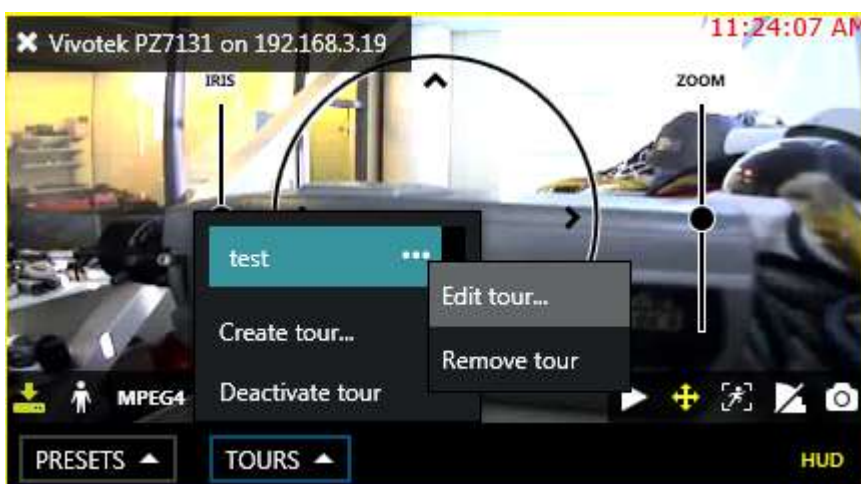 Vivotek PZ7131 on 192.168.3.19
11:24:07 AM
IRIS
ZOOM
test
Edit tour...
Create tour...
Remove tour
MPEG4
Deactivate tour
PRESETS
TOURS
HUD